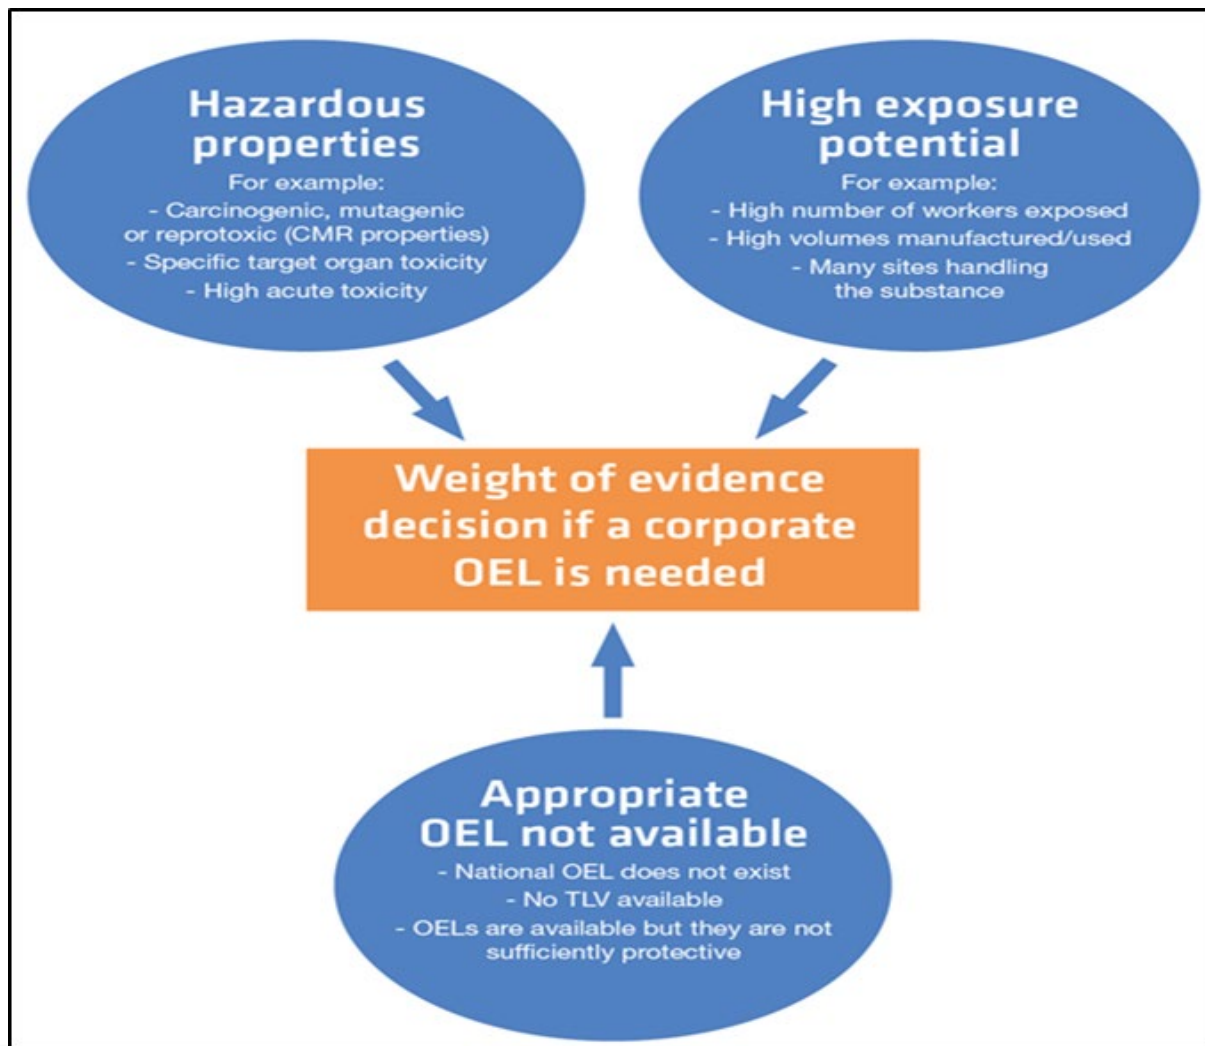 Hazardous
properties
For example:
- Carcinogenic, mutagenic
or reprotoxic (CMR properties)
- Specific target organ toxicity
- High acute toxicity
High exposure
potential
For example:
- High number of workers exposed
- High volumes manufactured/used
- Many sites handling
the substance
Weight of evidence
decision if a corporate
OEL is needed
Appropriate
OEL not available
- National OEL does not exist
- No TLV available
- OELs are available but they are not
sufficiently protective